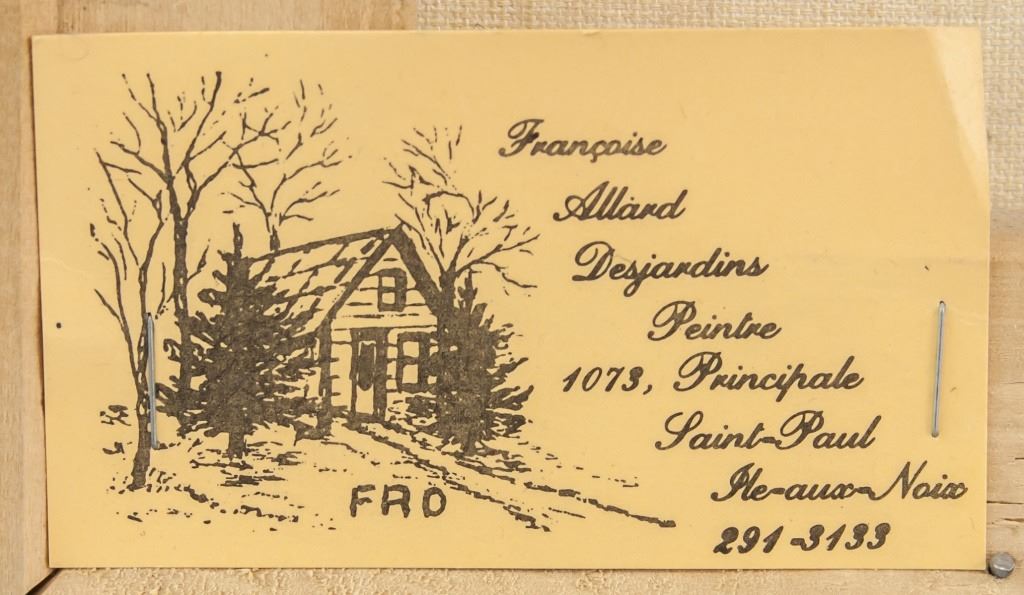 Françoise
Allard
Desjardins
Peintre
1073, Principale
Saint-Paul
Ile-aux-Noix
291-3133
FRD